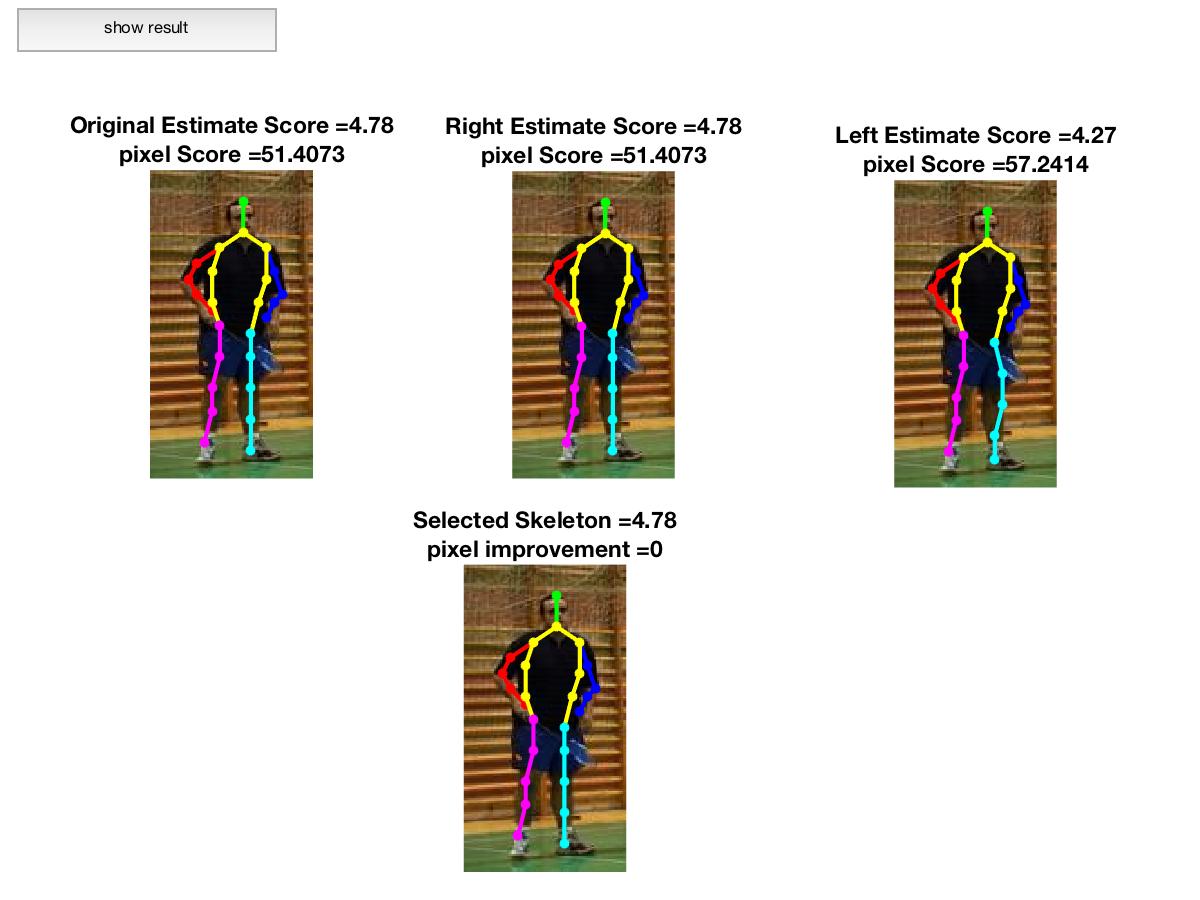 show result
Original Estimate Score =4.78
pixel Score =51.4073
Right Estimate Score =4.78
pixel Score =51.4073
Left Estimate Score =4.27
pixel Score =57.2414
Selected Skeleton =4.78
pixel improvement =0